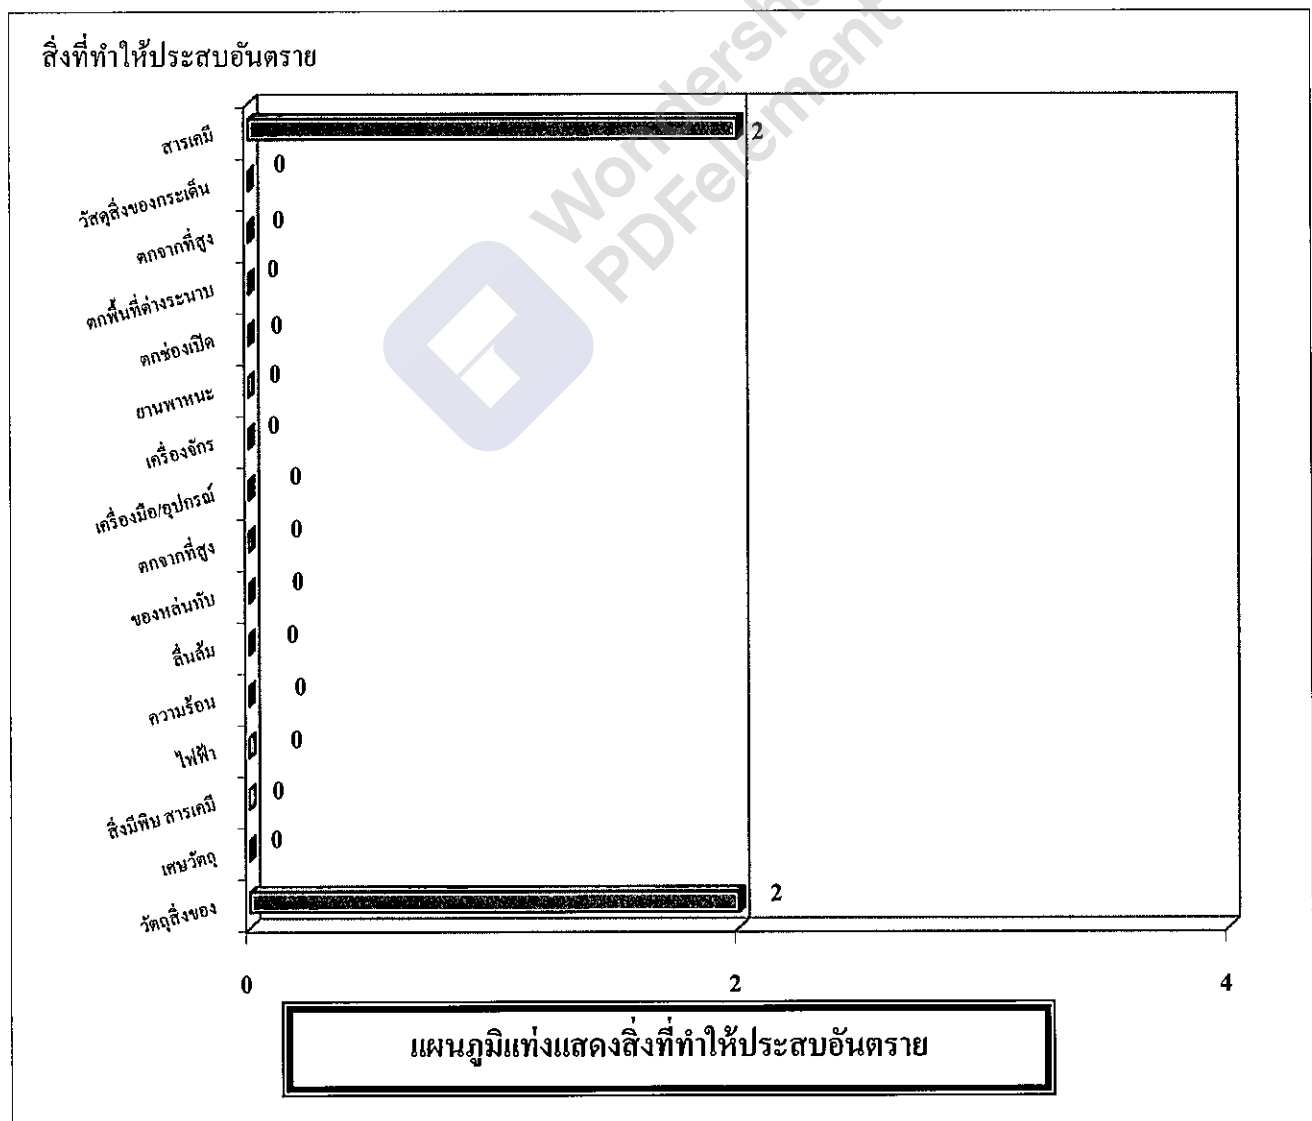 สิ่งที่ทำให้ประสบอันตราย
สารเคมี 2
วัสดุสิ่งของกระเด็น 0
ตกจากที่สูง 0
ตกพื้นที่ต่างระนาบ 0
ตกช่องเปิด 0
ยานพาหนะ 0
เครื่องจักร 0
เครื่องมือ/อุปกรณ์ 0
ตกจากที่สูง 0
ของหล่นทับ 0
ลื่นล้ม 0
ความร้อน 0
ไฟฟ้า 0
สิ่งมีพิษ สารเคมี 0
เศษวัตถุ 0
วัตถุสิ่งของ 2
0 2 4
แผนภูมิแท่งแสดงสิ่งที่ทำให้ประสบอันตราย
Wondershare
PDFelement